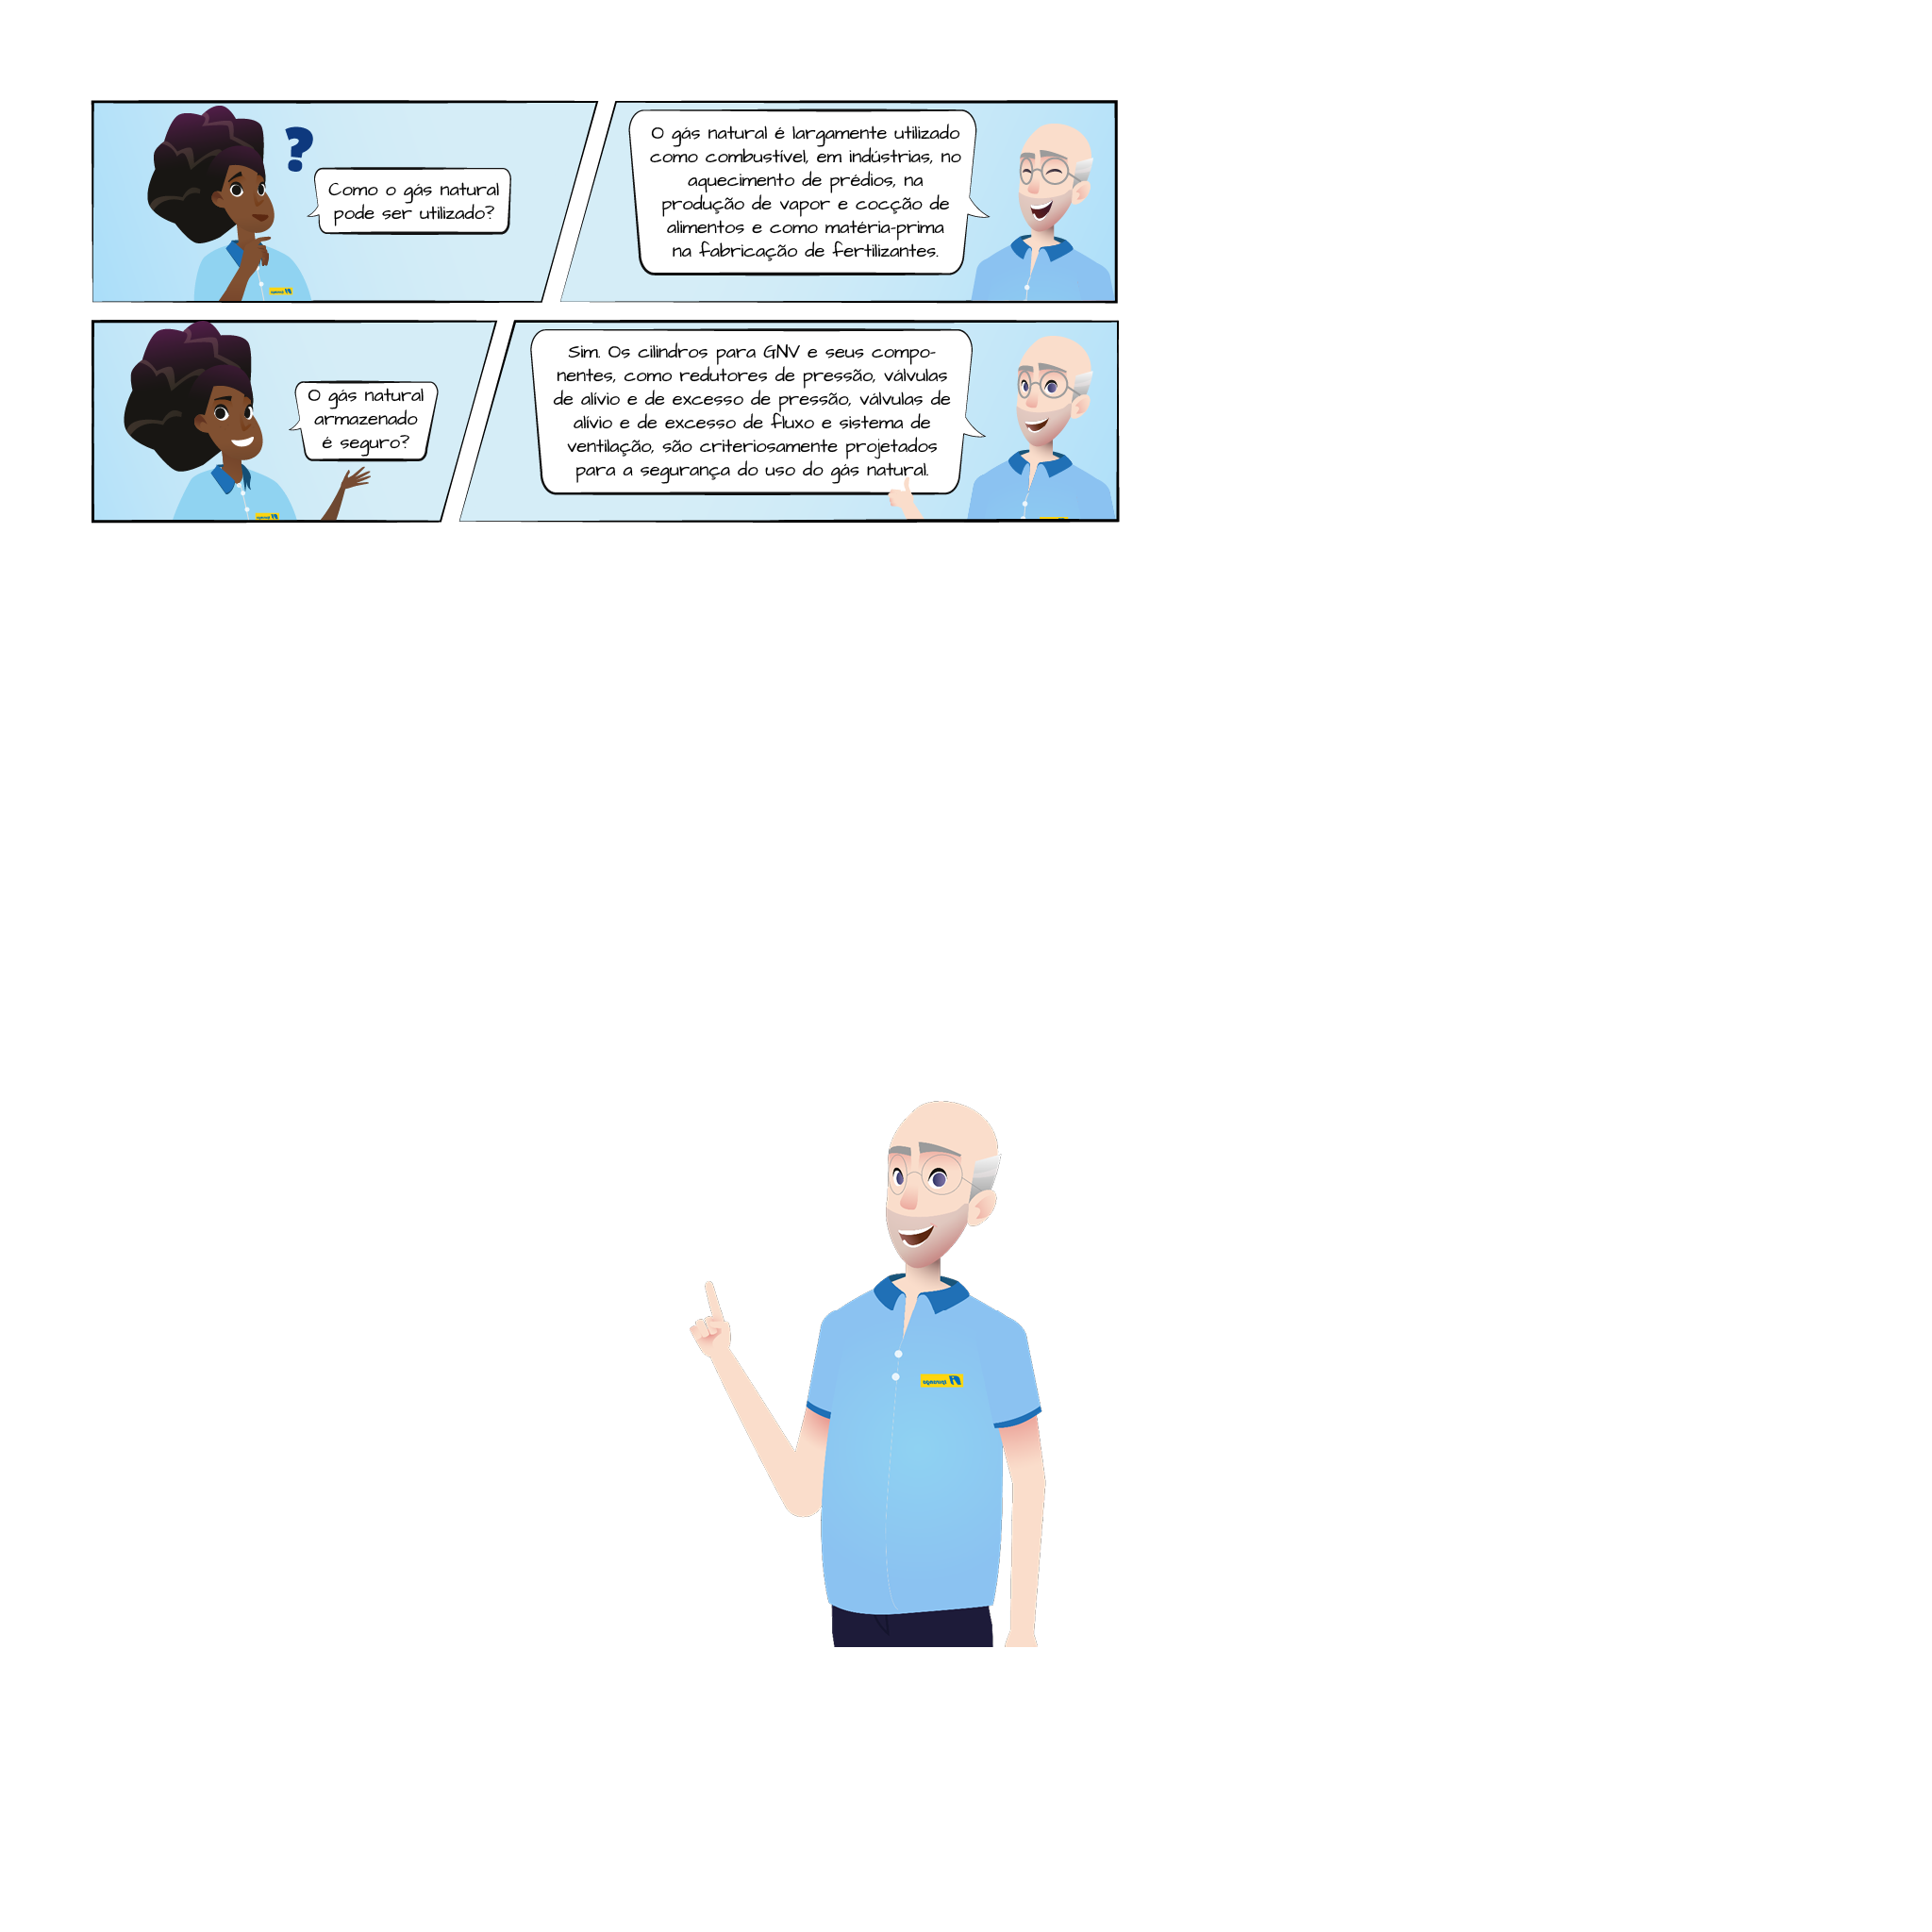 ?
Como o gás natural
pode ser utilizado?
O gás natural é largamente utilizado
como combustível, em indústrias, no
aquecimento de prédios, na
produção de vapor e cocção de
alimentos e como matéria-prima
na fabricação de fertilizantes.
O gás natural
armazenado
é seguro?
Sim. Os cilindros para GNV e seus compo-
nentes, como redutores de pressão, válvulas
de alívio e de excesso de pressão, válvulas de
alívio e de excesso de fluxo e sistema de
ventilação, são criteriosamente projetados
para a segurança do uso do gás natural.